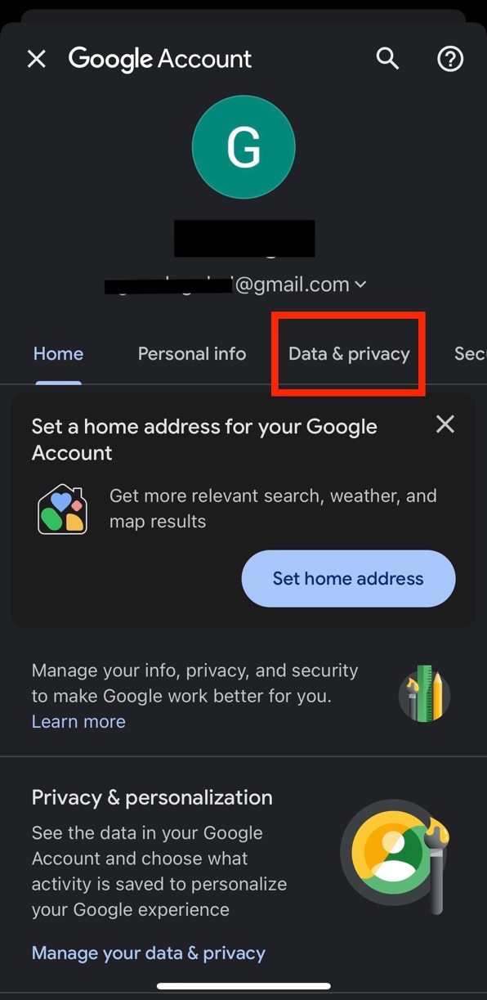 Google Account
G
@gmail.com
Home Personal info Data & privacy Sec
Set a home address for your Google
Account
Get more relevant search, weather, and
map results
Set home address
Manage your info, privacy, and security
to make Google work better for you.
Learn more
Privacy & personalization
See the data in your Google
Account and choose what
activity is saved to personalize
your Google experience
Manage your data & privacy